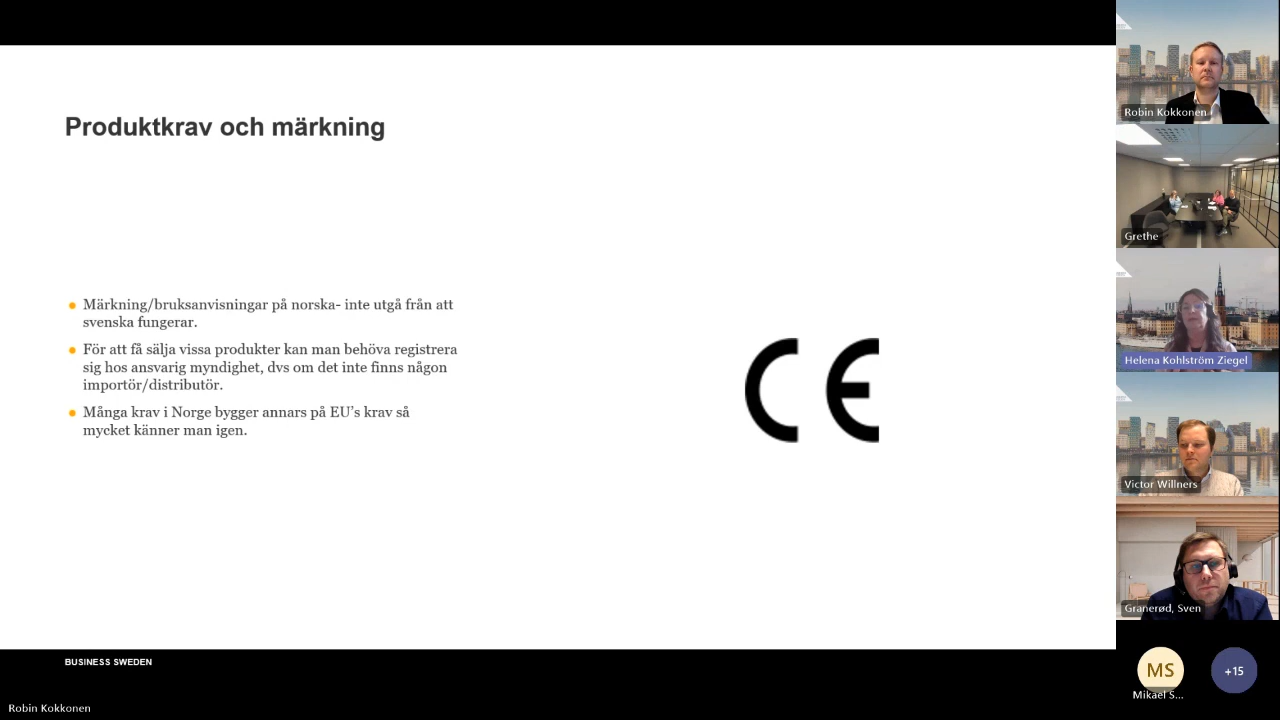 Produktkrav och märkning
Märkning/bruksanvisningar på norska- inte utgå från att
svenska fungerar.
För att få sälja vissa produkter kan man behöva registrera
sig hos ansvarig myndighet, dvs om det inte finns någon
importör/distributör.
Många krav i Norge bygger annars på EU's krav så
mycket känner man igen.
CE
BUSINESS SWEDEN
Robin Kokkonen
Robin Kokkonen
Grethe
Helena Kohlström Ziegel
Victor Willners
Granerød, Sven
MS
Mikael S...
+15